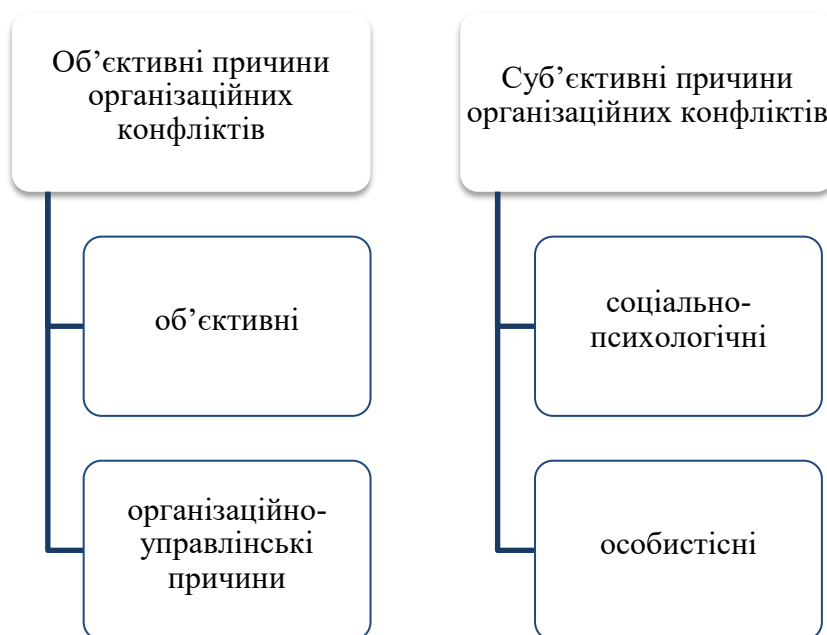 Об’єктивні причини
організаційних
конфліктів
об’єктивні
організаційно-
управлінські
причини
Суб’єктивні причини
організаційних конфліктів
соціально-
психологічні
особистісні